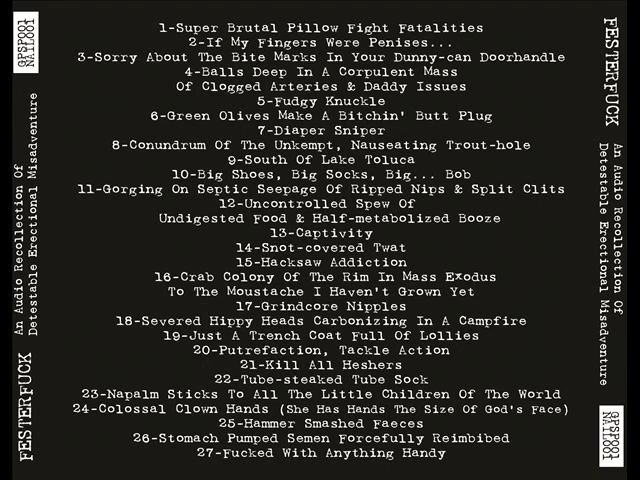 1-Super Brutal Pillow Fight Fatalities
2-If My Fingers Were Penises...
3-Sorry About The Bite Marks In Your Dunny-can Doorhandle
4-Balls Deep In A Corpulent Mass
Of Clogged Arteries & Daddy Issues
5-Fudgy Knuckle
6-Green Olives Make A Bitchin' Butt Plug
7-Diaper Sniper
8-Conundrum Of The Unkempt, Nauseating Trout-hole
9-South Of Lake Toluca
10-Big Shoes, Big Socks, Big... Bob
11-Gorging On Septic Seepage Of Ripped Nips & Split Clits
12-Uncontrolled Spew Of
Undigested Food & Half-metabolized Booze
13-Captivity
14-Snot-covered Twat
15-Hacksaw Addiction
16-Crab Colony Of The Rim In Mass Exodus
To The Moustache I Haven't Grown Yet
17-Grindcore Nipples
18-Severed Hippy Heads Carbonizing In A Campfire
19-Just A Trench Coat Full Of Lollies
20-Putrefaction, Tackle Action
21-Kill All Heshers
22-Tube-steaked Tube Sock
23-Napalm Sticks To All The Little Children Of The World
24-Colossal Clown Hands (She Has Hands The Size Of God's Face)
25-Hammer Smashed Faeces
26-Stomach Pumped Semen Forcefully Reimbibed
27-Fucked With Anything Handy
FESTERFUCK
An Audio Recollection Of
Detestable Erectional Misadventure
GPSP001
NAIL001
FESTERFUCK
An Audio Recollection Of
Detestable Erectional Misadventure
GPSP001
NAIL001